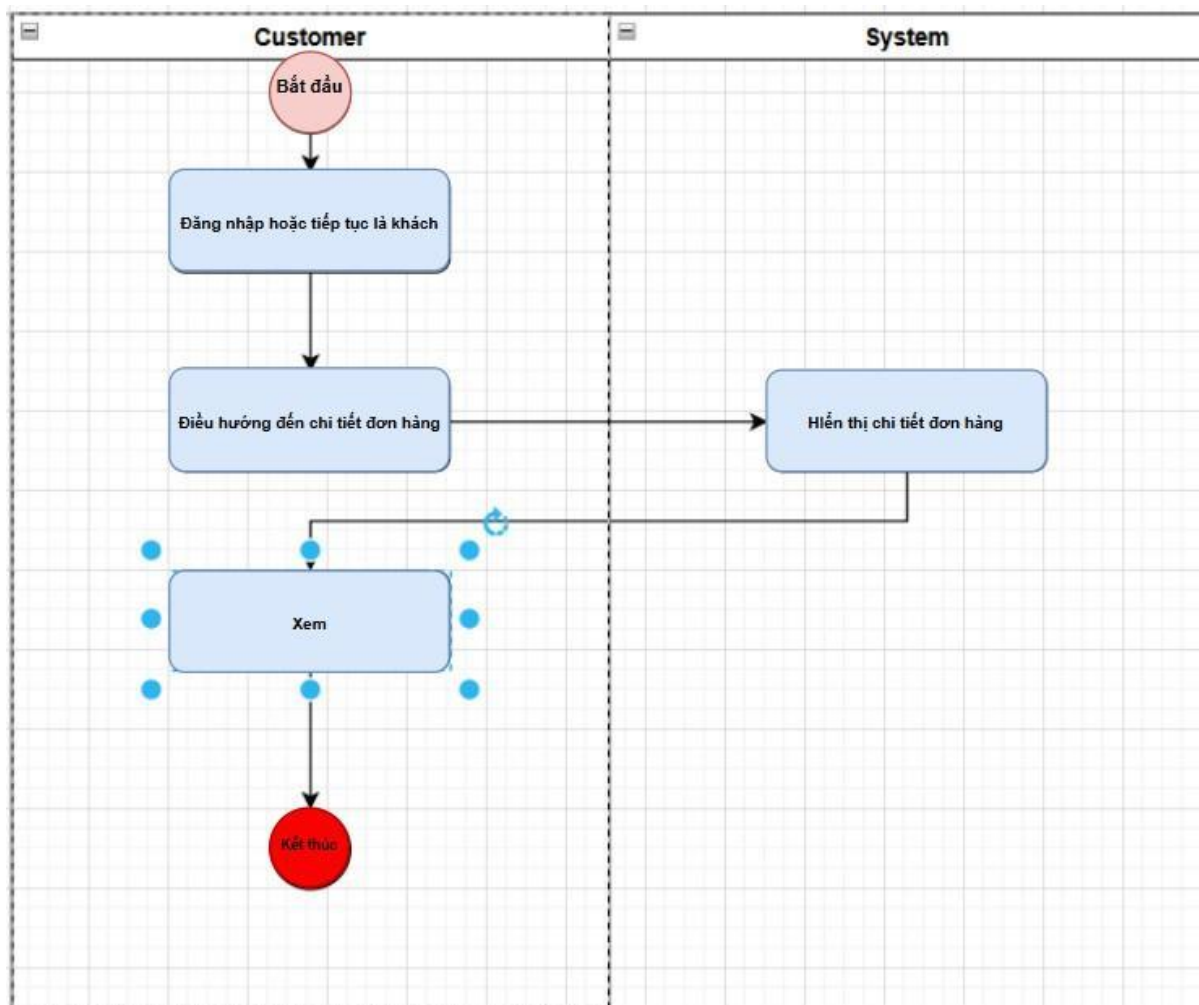 Customer
System
Bắt đầu
Đăng nhập hoặc tiếp tục là khách
Điều hướng đến chi tiết đơn hàng
HIển thị chi tiết đơn hàng
Xem
Kết thúc